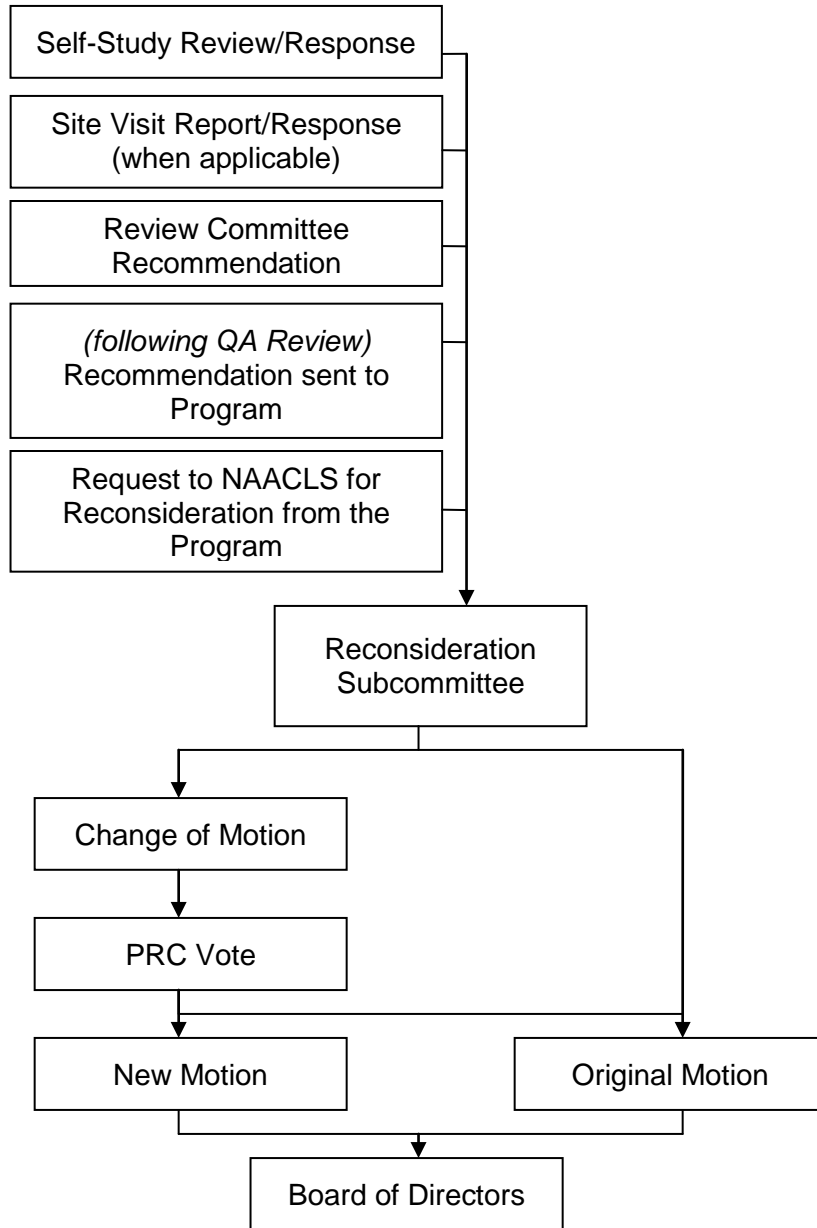 Self-Study Review/Response
Site Visit Report/Response
(when applicable)
Review Committee
Recommendation
(following QA Review)
Recommendation sent to
Program
Request to NAACLS for
Reconsideration from the
Program
Reconsideration
Subcommittee
Change of Motion
PRC Vote
New Motion
Original Motion
Board of Directors